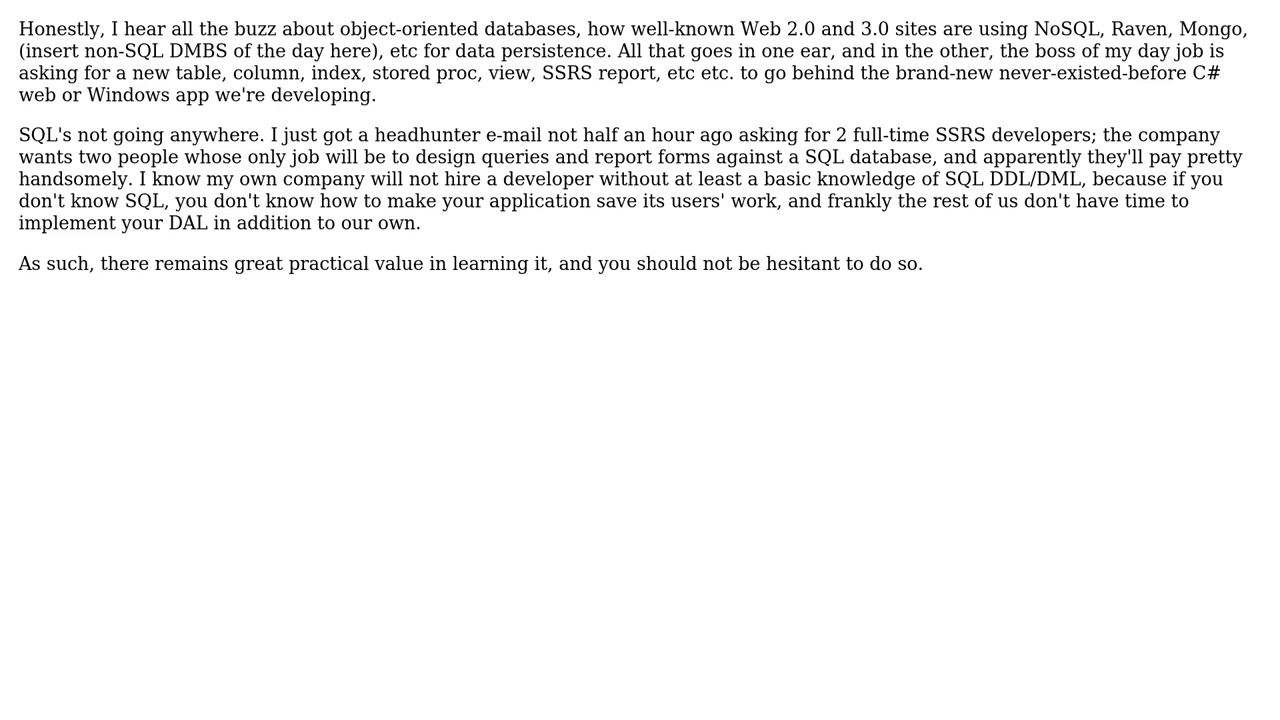 Honestly, I hear all the buzz about object-oriented databases, how well-known Web 2.0 and 3.0 sites are using NoSQL, Raven, Mongo,
(insert non-SQL DMBS of the day here), etc for data persistence. All that goes in one ear, and in the other, the boss of my day job is
asking for a new table, column, index, stored proc, view, SSRS report, etc etc. to go behind the brand-new never-existed-before C#
web or Windows app we're developing.
SQL's not going anywhere. I just got a headhunter e-mail not half an hour ago asking for 2 full-time SSRS developers; the company
wants two people whose only job will be to design queries and report forms against a SQL database, and apparently they'll pay pretty
handsomely. I know my own company will not hire a developer without at least a basic knowledge of SQL DDL/DML, because if you
don't know SQL, you don't know how to make your application save its users' work, and frankly the rest of us don't have time to
implement your DAL in addition to our own.
As such, there remains great practical value in learning it, and you should not be hesitant to do so.